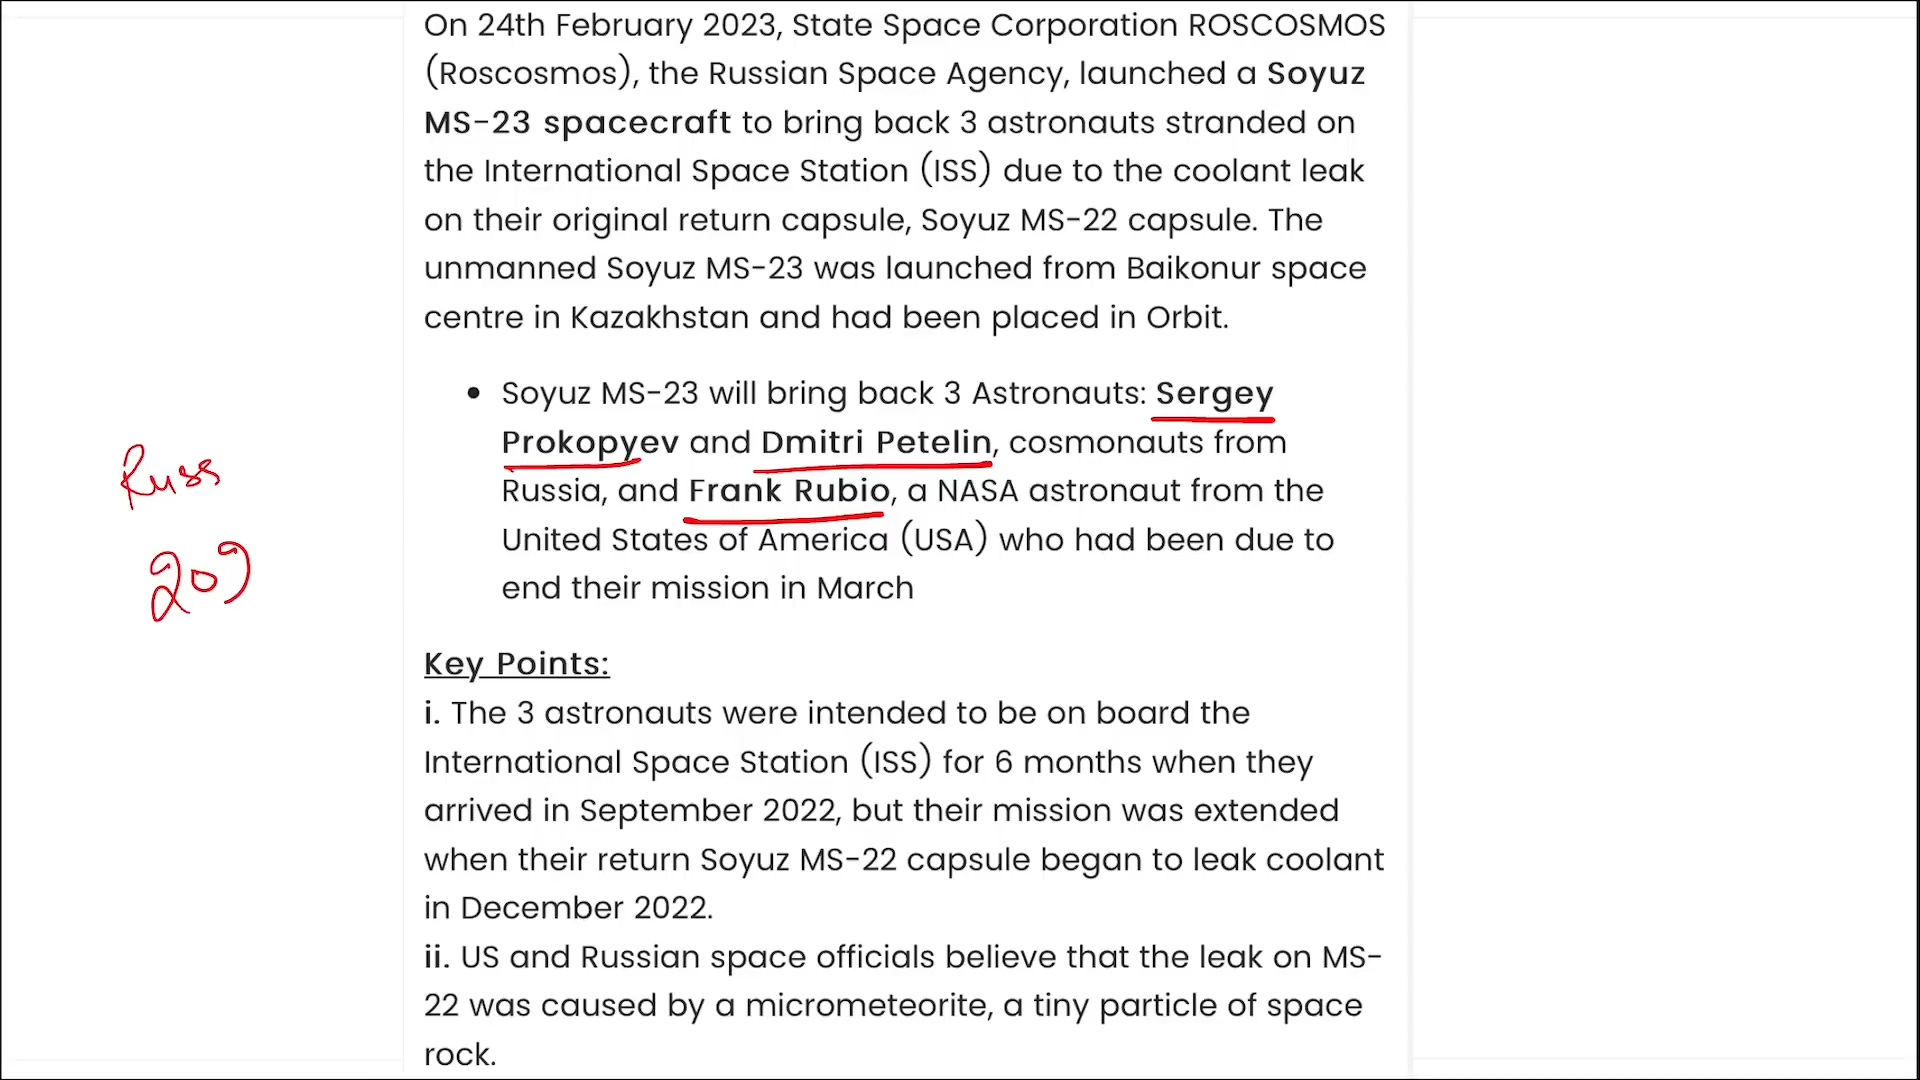 On 24th February 2023, State Space Corporation ROSCOSMOS
(Roscosmos), the Russian Space Agency, launched a Soyuz
MS-23 spacecraft to bring back 3 astronauts stranded on
the International Space Station (ISS) due to the coolant leak
on their original return capsule, Soyuz MS-22 capsule. The
unmanned Soyuz MS-23 was launched from Baikonur space
centre in Kazakhstan and had been placed in Orbit.
• Soyuz MS-23 will bring back 3 Astronauts: Sergey
Prokopyev and Dmitri Petelin, cosmonauts from
Russia, and Frank Rubio, a NASA astronaut from the
United States of America (USA) who had been due to
end their mission in March
Russ
Key Points:
i. The 3 astronauts were intended to be on board the
International Space Station (ISS) for 6 months when they
arrived in September 2022, but their mission was extended
when their return Soyuz MS-22 capsule began to leak coolant
in December 2022.
ii. US and Russian space officials believe that the leak on MS-
22 was caused by a micrometeorite, a tiny particle of space
rock.